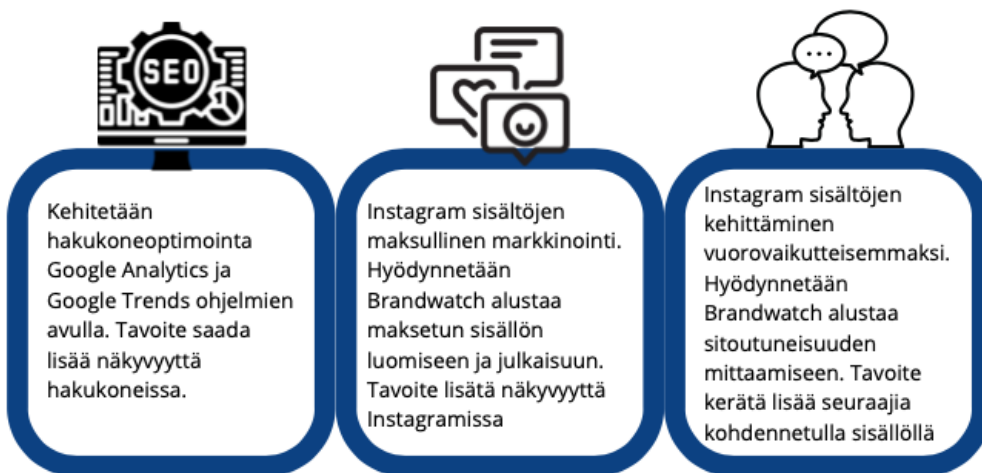 SEO
Kehitetään
hakukoneoptimointa
Google Analytics ja
Google Trends ohjelmien
avulla. Tavoite saada
lisää näkyvyyttä
hakukoneissa.
Instagram sisältöjen
maksullinen markkinointi.
Hyödynnetään
Brandwatch alustaa
maksetun sisällön
luomiseen ja julkaisuun.
Tavoite lisätä näkyvyyttä
Instagramissa
Instagram sisältöjen
kehittäminen
vuorovaikutteisemmaksi.
Hyödynnetään
Brandwatch alustaa
sitoutuneisuuden
mittaamiseen. Tavoite
kerätä lisää seuraajia
kohdennetulla sisällöllä